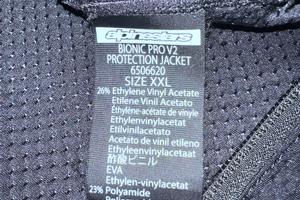 alpinestars
BIONIC PRO V2
PROTECTION JACKET
6506620
SIZE XXL
26% Ethylene Vinyl Acetate
Etilene Vinil Acetate
Ethylène-acétate de vinyle
Ethylenvinylacetat
Etilvinilacetato
Acetato de vinil etileno
Ethyleenvinylacetaat
酢酸ビニル
EVA
Ethylen-vinylacetat
23% Polyamide